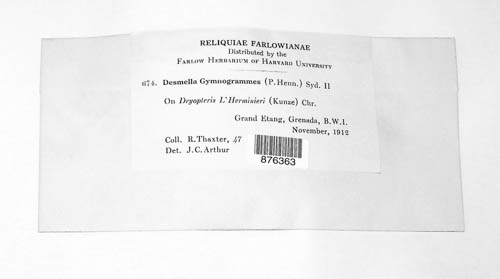 RELIQUIAE FARLOWIANAE
Distributed by the
FARLOW HERBARIUM OF HARVARD UNIVERSITY
674. Desmella Gymnogrammes (P. Henn.) Syd. II
On Dryopteris L'Hermisieri (Kunze) Chr.
Grand Etang, Grenada, B.W.I.
November, 1912
Coll. R. Thaxter, 47
Det. J. C. Arthur
876363